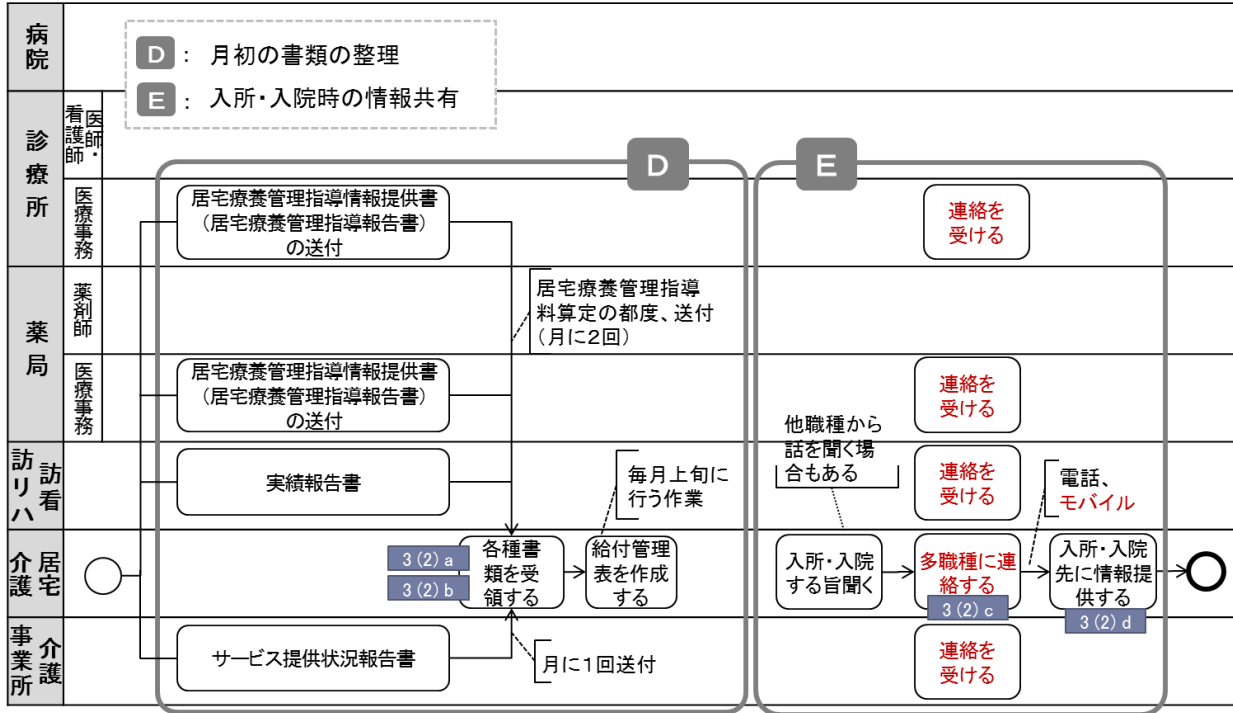 病院
D : 月初の書類の整理
E : 入所・入院時の情報共有
診療所
医師・
看護師
医療事務
D
E
居宅療養管理指導情報提供書
(居宅療養管理指導報告書)
の送付
連絡を
受ける
薬局
薬剤師
医療事務
居宅療養管理指導
料算定の都度、送付
(月に2回)
居宅療養管理指導情報提供書
(居宅療養管理指導報告書)
の送付
連絡を
受ける
他職種から
話を聞く場
合もある
訪看
訪リハ
実績報告書
毎月上旬に
行う作業
連絡を
受ける
電話、
モバイル
居宅
介護
3(2)a
3(2)b
各種書
類を受
領する
給付管理
表を作成
する
入所・入院
する旨聞く
多職種に連
絡する
3(2)c
入所・入院
先に情報提
供する
3(2)d
介護
事業所
サービス提供状況報告書
月に1回送付
連絡を
受ける